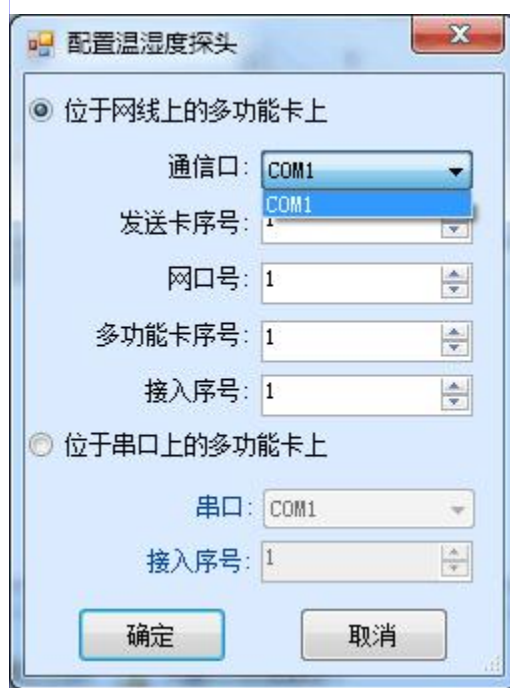 配置温湿度探头
位于网线上的多功能卡上
通信口: COM1
COM1
发送卡序号: 1
网口号: 1
多功能卡序号: 1
接入序号: 1
位于串口上的多功能卡上
串口: COM1
接入序号: 1
确定 取消